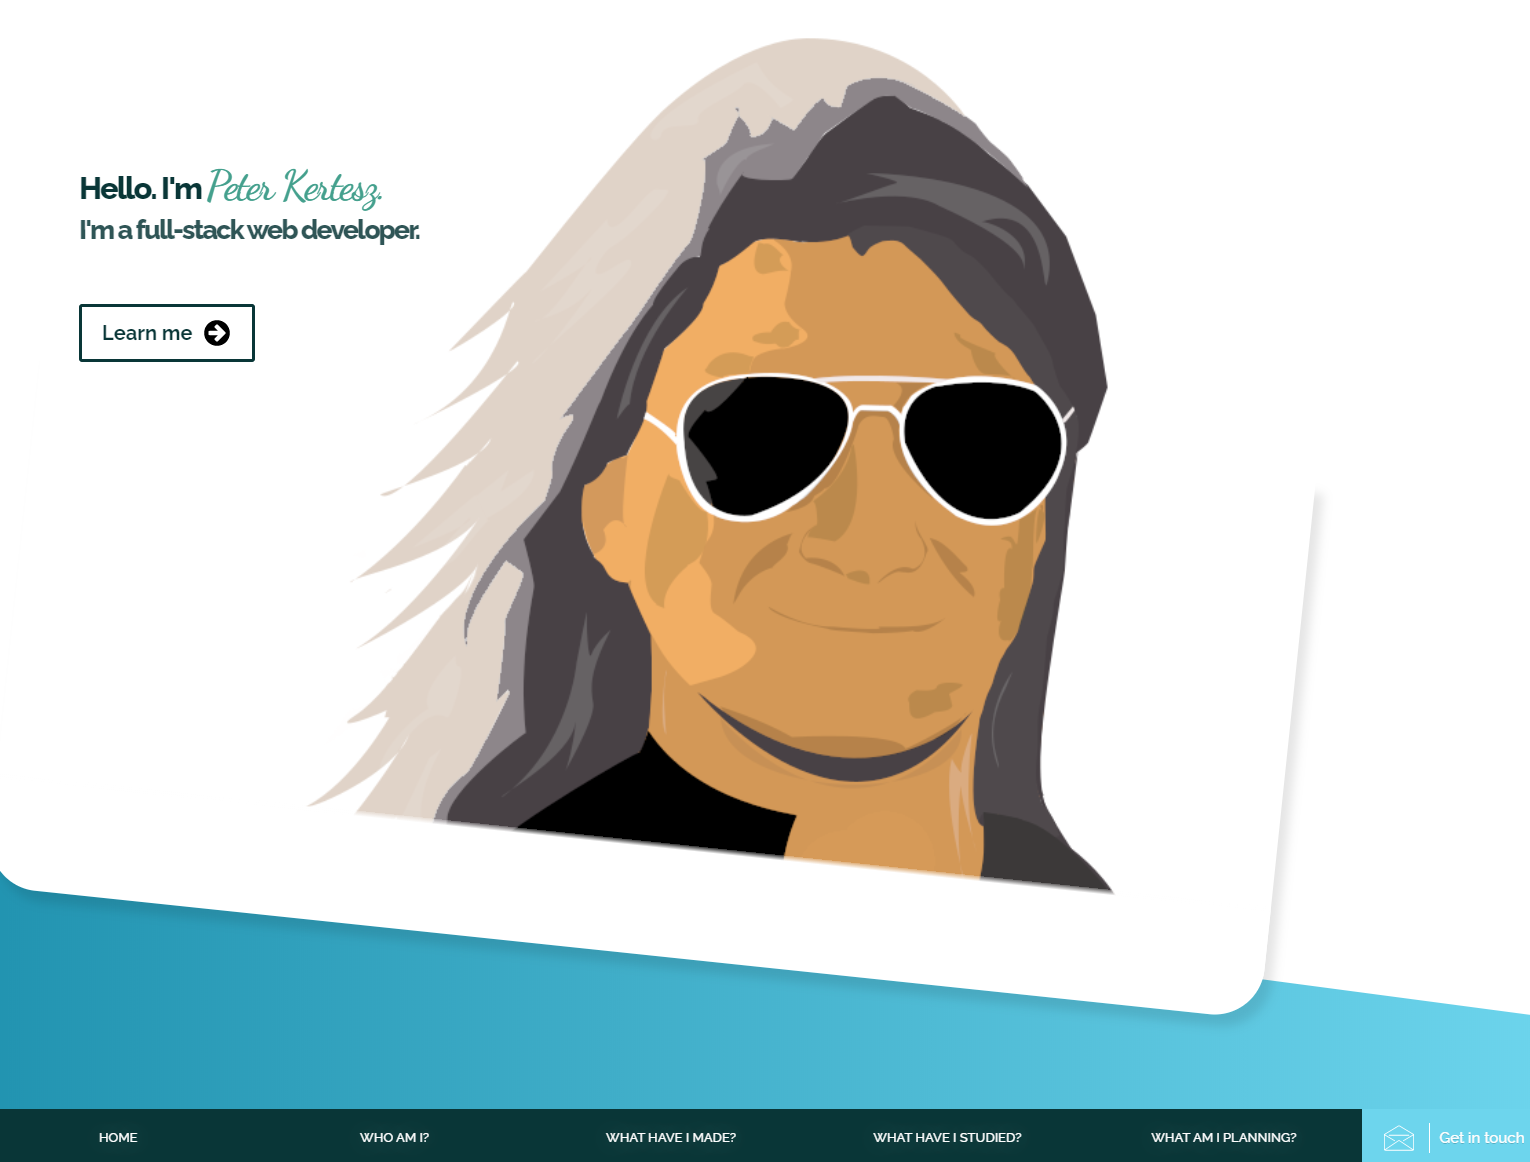 Hello. I'm Peter Kertesz.
I'm a full-stack web developer.
Learn me
HOME
WHO AM I?
WHAT HAVE I MADE?
WHAT HAVE I STUDIED?
WHAT AM I PLANNING?
Get in touch